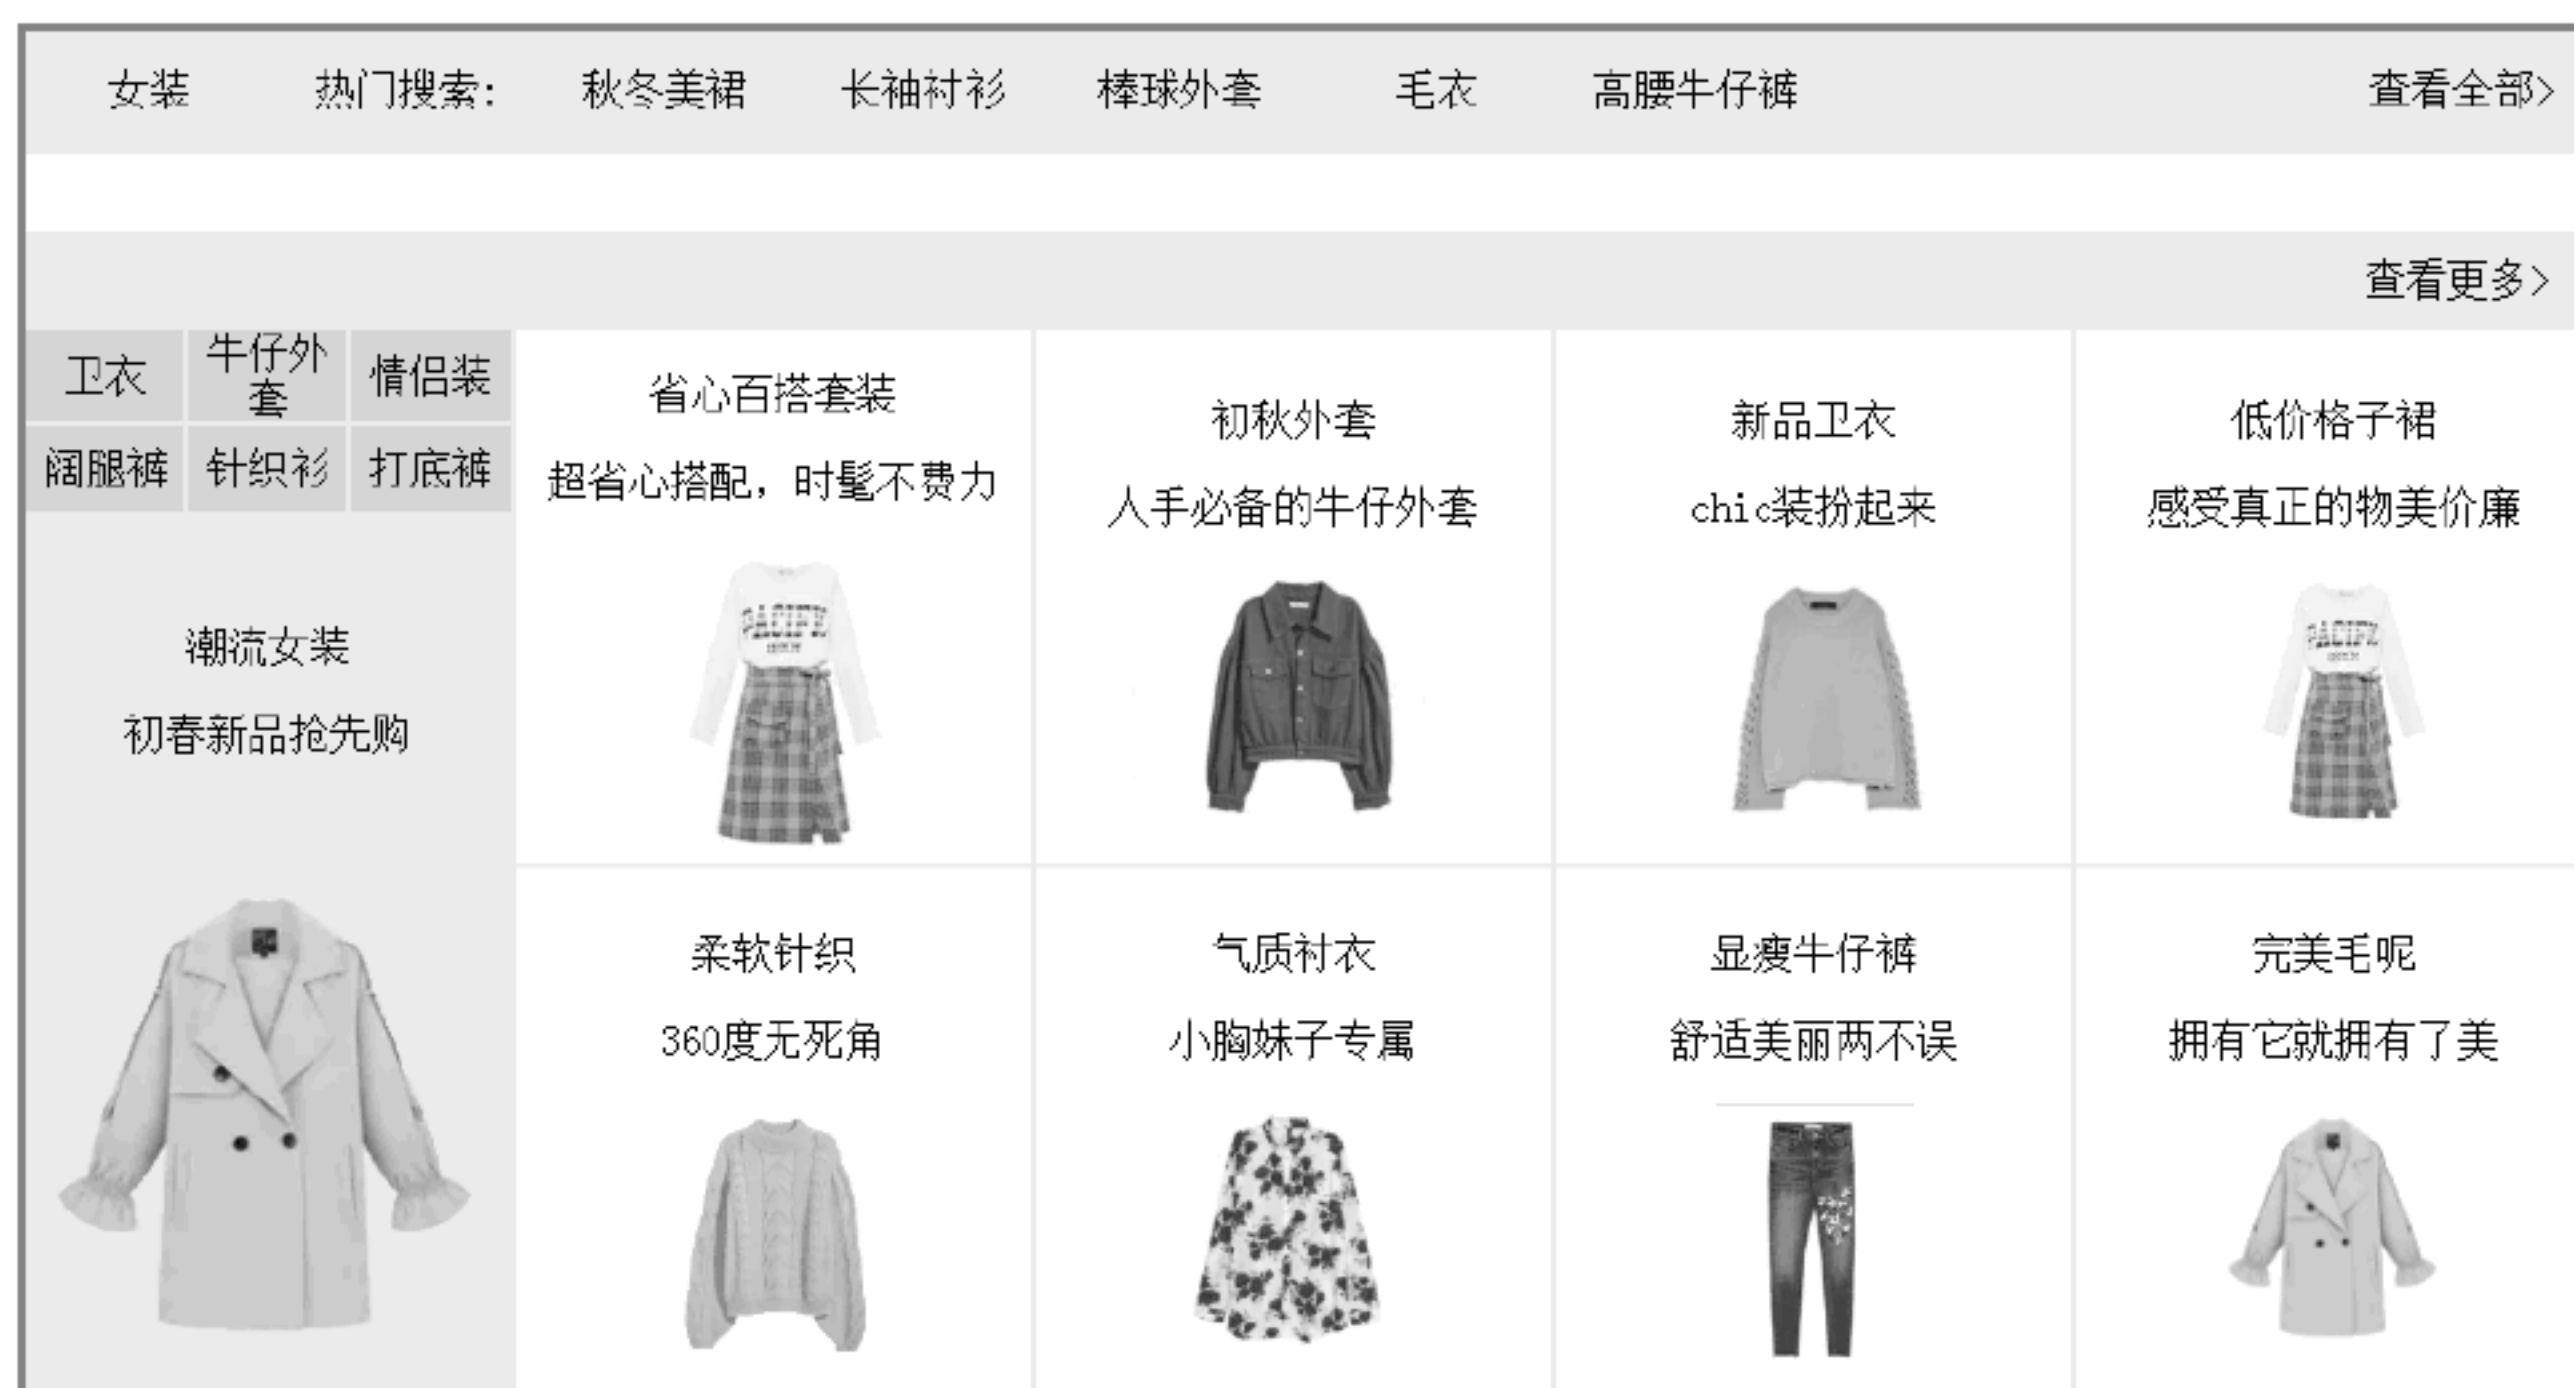 女装 热门搜索: 秋冬美裙 长袖衬衫 棒球外套 毛衣 高腰牛仔裤 查看全部>
查看更多>
卫衣 牛仔外套 情侣装
阔腿裤 针织衫 打底裤
潮流女装
初春新品抢先购
省心百搭套装
超省心搭配，时髦不费力
PACIFIC
初秋外套
人手必备的牛仔外套
新品卫衣
chic装扮起来
低价格子裙
感受真正的物美价廉
柔软针织
360度无死角
气质衬衣
小胸妹子专属
显瘦牛仔裤
舒适美丽两不误
完美毛呢
拥有它就拥有了美